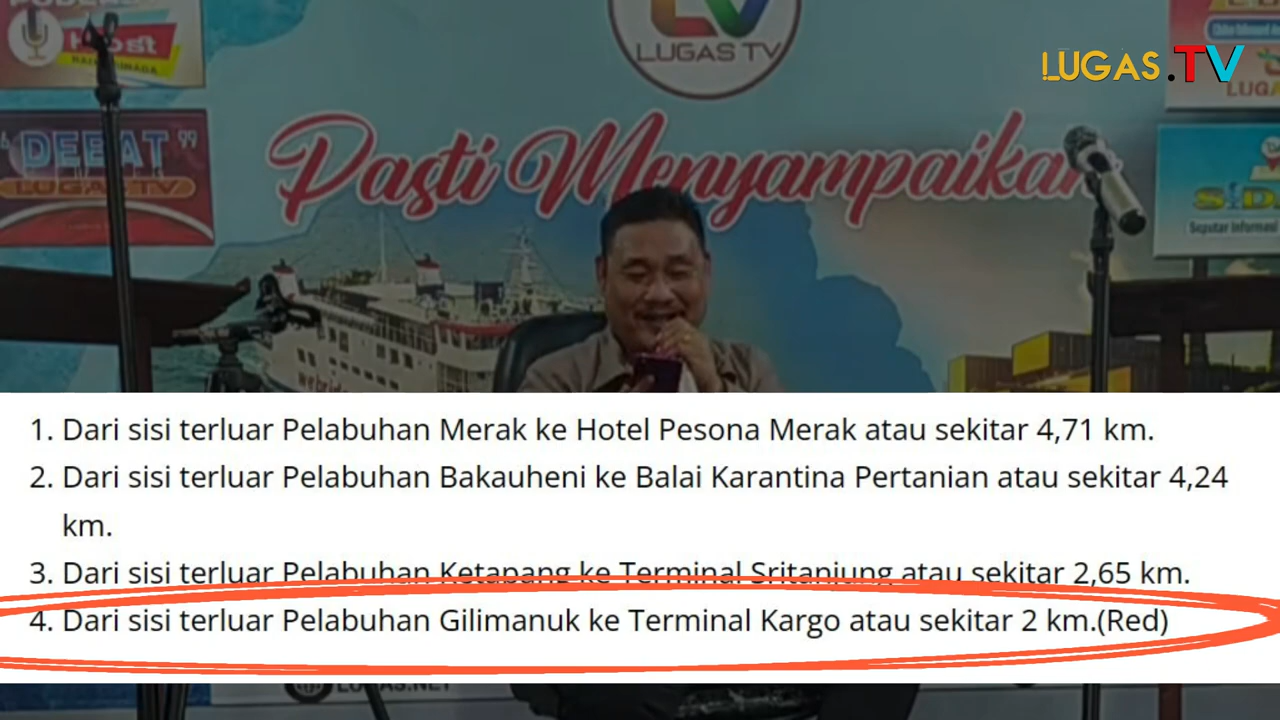 LUGAS TV
LUGAS.TV
Pasti Menyampaikan
"DEBAT"
LUGAS TV
1. Dari sisi terluar Pelabuhan Merak ke Hotel Pesona Merak atau sekitar 4,71 km.
2. Dari sisi terluar Pelabuhan Bakauheni ke Balai Karantina Pertanian atau sekitar 4,24
km.
3. Dari sisi terluar Pelabuhan Ketapang ke Terminal Sritanjung atau sekitar 2,65 km.
4. Dari sisi terluar Pelabuhan Gilimanuk ke Terminal Kargo atau sekitar 2 km.(Red)